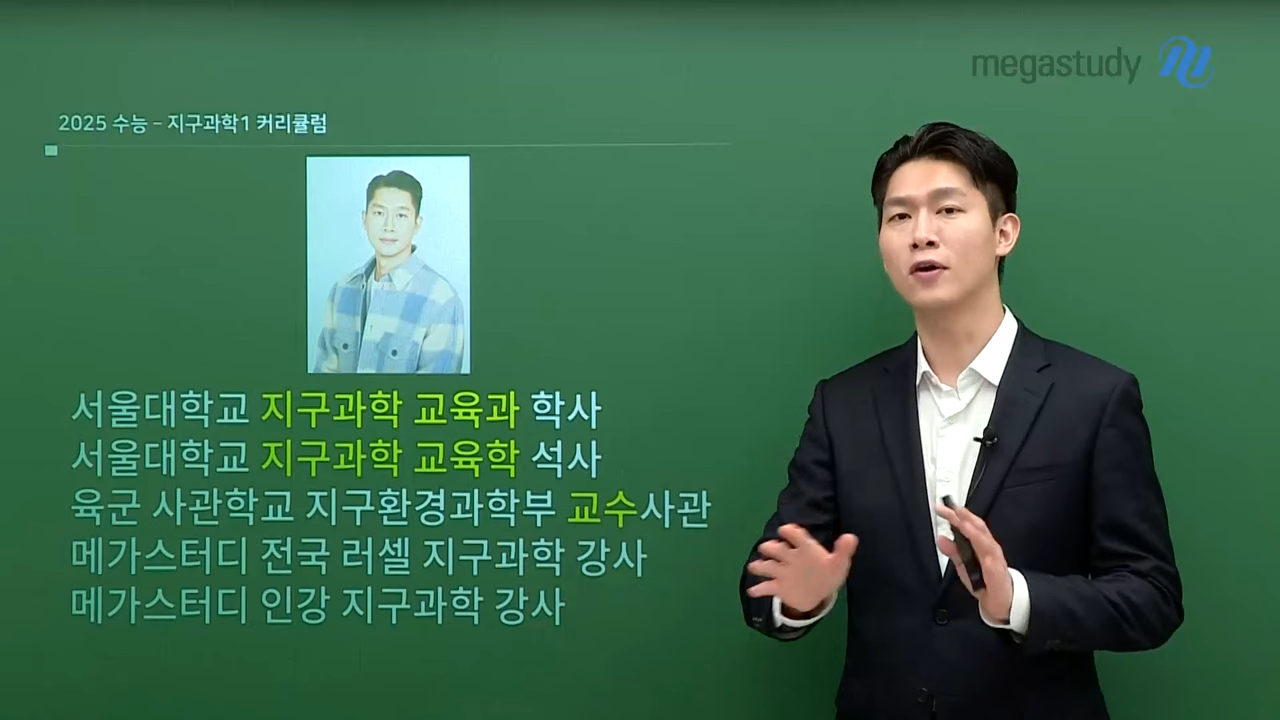 megastudy
2025 수능 - 지구과학1 커리큘럼
서울대학교 지구과학 교육과 학사
서울대학교 지구과학 교육학 석사
육군 사관학교 지구환경과학부 교수사관
메가스터디 전국 러셀 지구과학 강사
메가스터디 인강 지구과학 강사